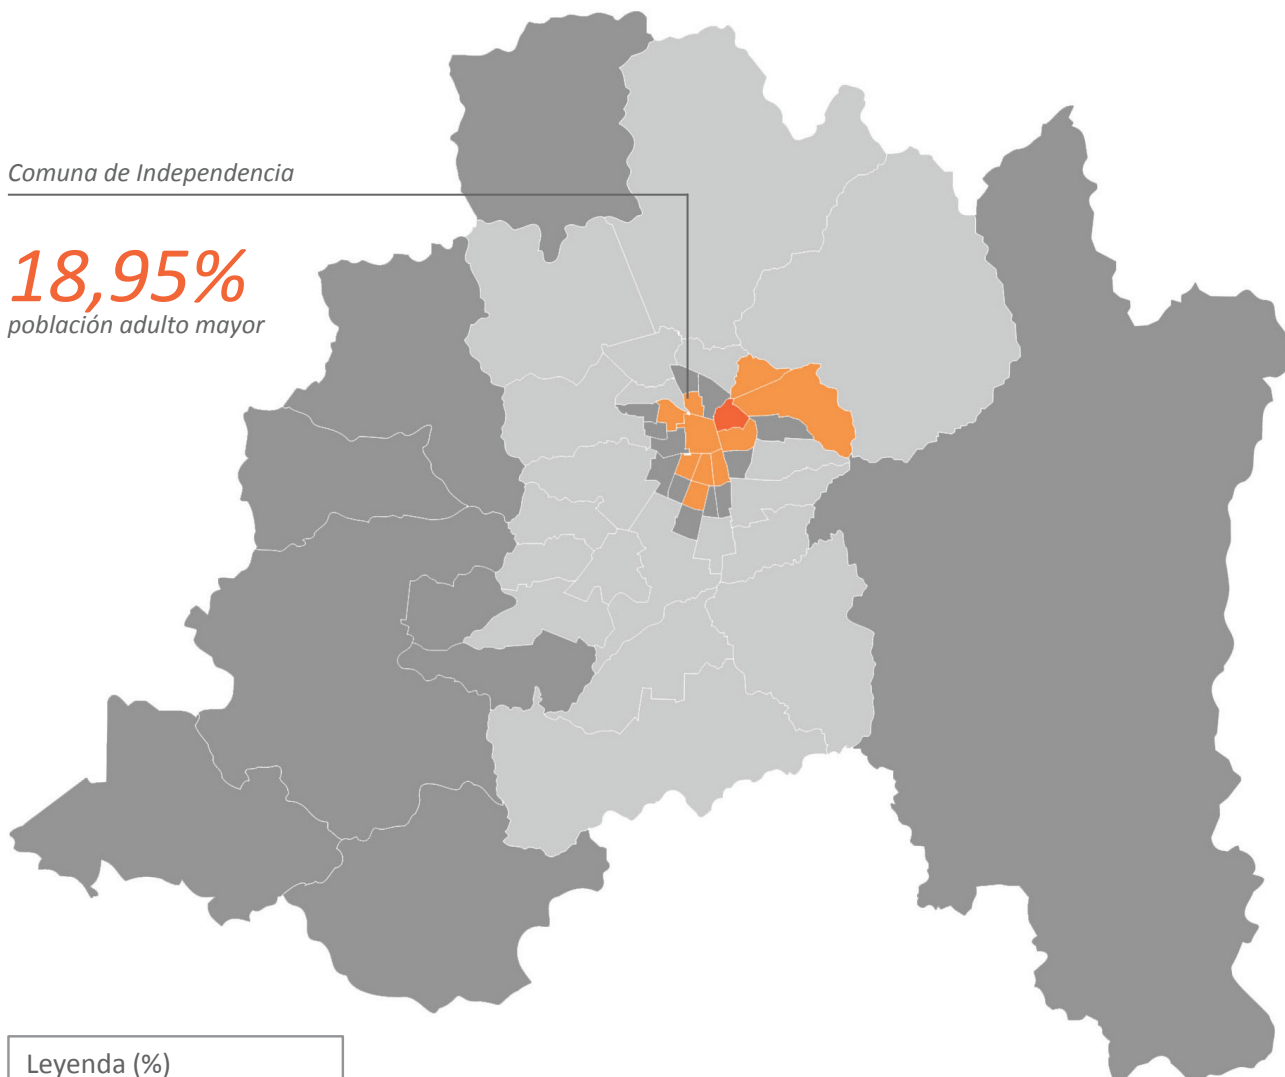 Comuna de Independencia
18,95%
población adulto mayor
Leyenda (%)